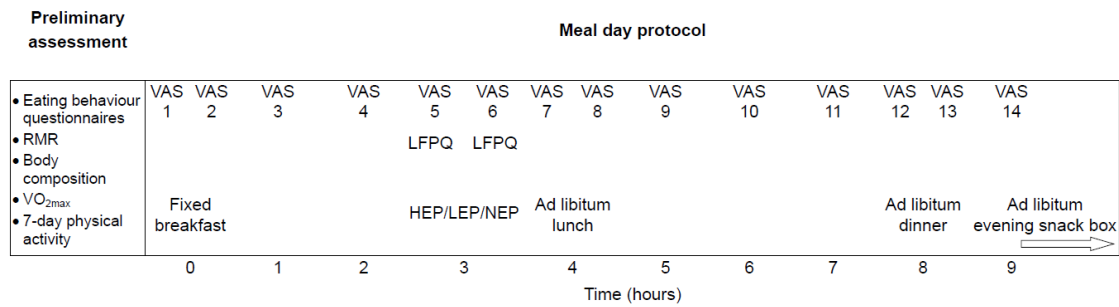 Preliminary
assessment
Meal day protocol
• Eating behaviour
questionnaires
• RMR
• Body
composition
• VO2max
• 7-day physical
activity
VAS VAS VAS VAS VAS VAS VAS VAS VAS VAS VAS VAS VAS VAS
1 2 3 4 5 6 7 8 9 10 11 12 13 14
LFPQ LFPQ
Fixed
breakfast
HEP/LEP/NEP
Ad libitum
lunch
Ad libitum
dinner
Ad libitum
evening snack box
0 1 2 3 4 5 6 7 8 9
Time (hours)